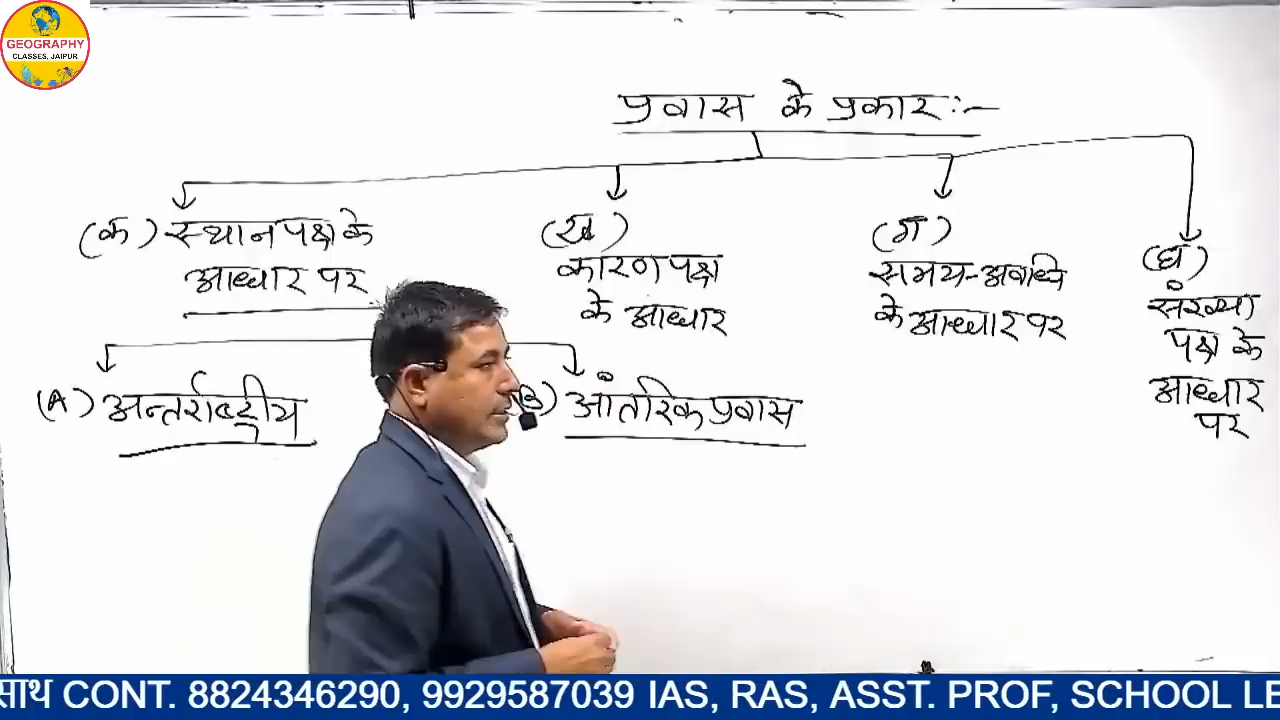 GEOGRAPHY
CLASSES, JAIPUR
प्रवास के प्रकार :-
(क) स्थान पक्ष के
आधार पर
(ख)
कारण पक्ष
के आधार
(ग)
समय-अवधि
के आधार पर
(घ)
संख्या
पक्ष के
आधार
पर
(A) अन्तर्राष्ट्रीय
B) आंतरिक प्रवास
साथ CONT. 8824346290, 9929587039 IAS, RAS, ASST. PROF, SCHOOL LE